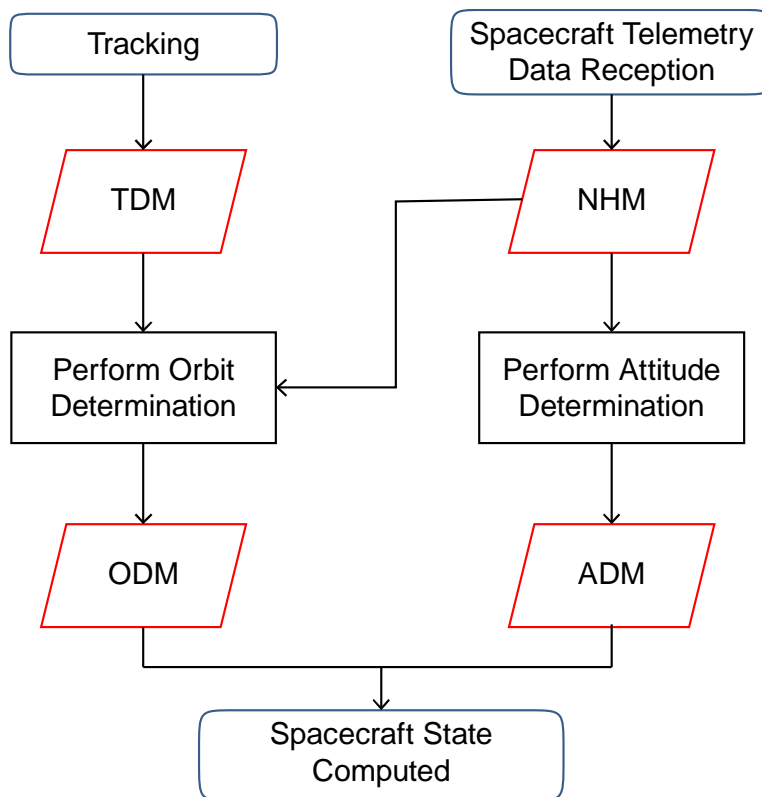 Tracking
Spacecraft Telemetry
Data Reception
TDM
NHM
Perform Orbit
Determination
Perform Attitude
Determination
ODM
ADM
Spacecraft State
Computed